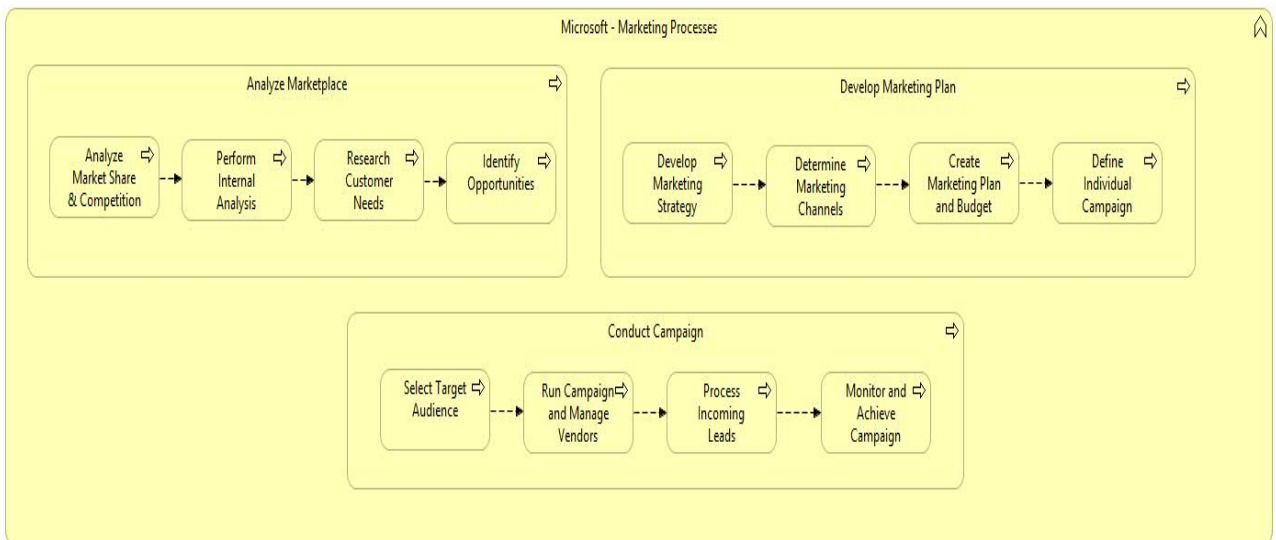 Microsoft - Marketing Processes
Analyze Marketplace
Analyze
Market Share
& Competition
Perform
Internal
Analysis
Research
Customer
Needs
Identify
Opportunities
Develop Marketing Plan
Develop
Marketing
Strategy
Determine
Marketing
Channels
Create
Marketing Plan
and Budget
Define
Individual
Campaign
Conduct Campaign
Select Target
Audience
Run Campaign
and Manage
Vendors
Process
Incoming
Leads
Monitor and
Achieve
Campaign